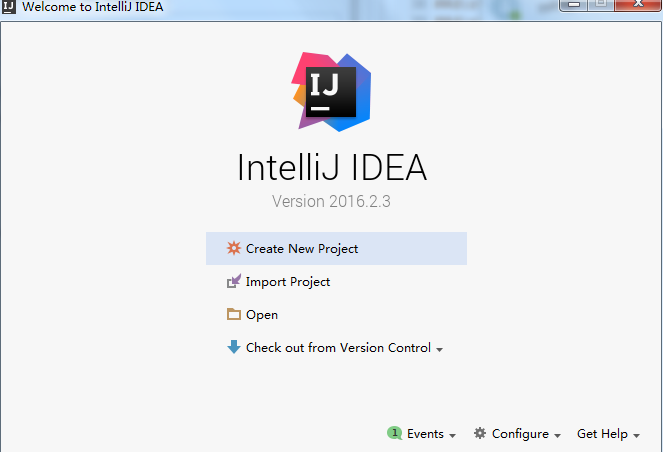 IJ Welcome to IntelliJ IDEA
IJ
IntelliJ IDEA
Version 2016.2.3
Create New Project
Import Project
Open
Check out from Version Control
1 Events Configure Get Help